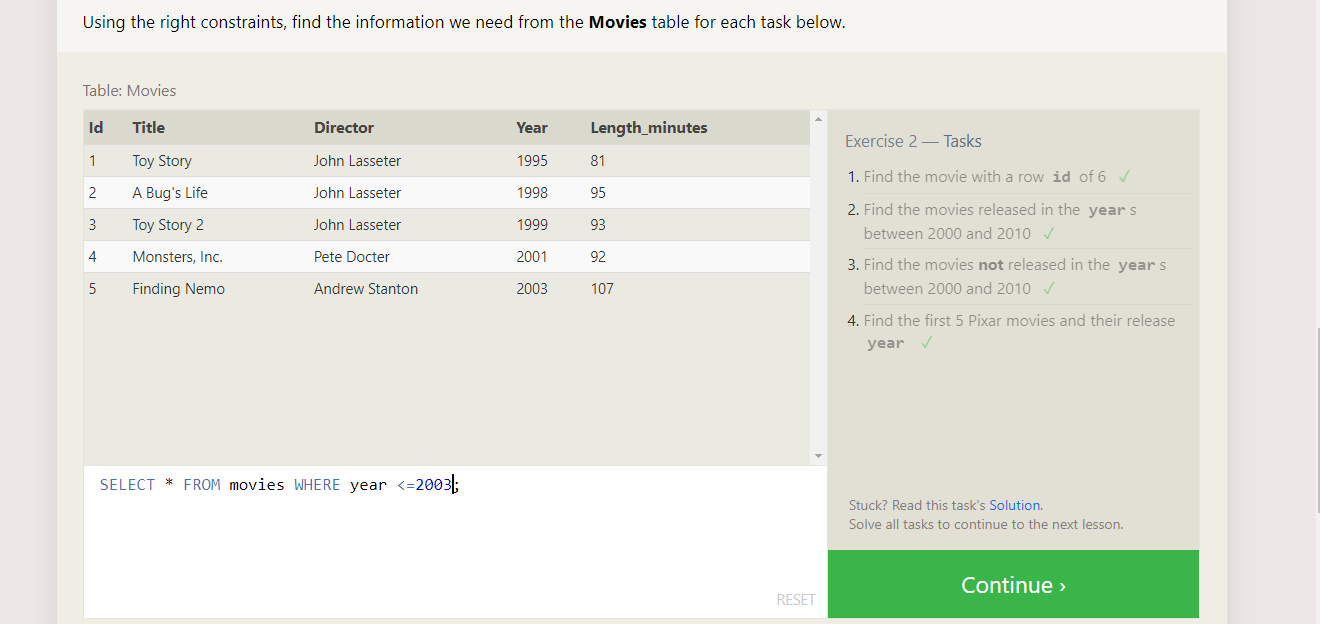 Using the right constraints, find the information we need from the Movies table for each task below.
Table: Movies
Id Title Director Year Length_minutes
1 Toy Story John Lasseter 1995 81
2 A Bug's Life John Lasseter 1998 95
3 Toy Story 2 John Lasseter 1999 93
4 Monsters, Inc. Pete Docter 2001 92
5 Finding Nemo Andrew Stanton 2003 107
SELECT * FROM movies WHERE year <=2003;
RESET
Exercise 2 — Tasks
1. Find the movie with a row id of 6 ✓
2. Find the movies released in the year s
between 2000 and 2010 ✓
3. Find the movies not released in the year s
between 2000 and 2010 ✓
4. Find the first 5 Pixar movies and their release
year ✓
Stuck? Read this task's Solution.
Solve all tasks to continue to the next lesson.
Continue ›